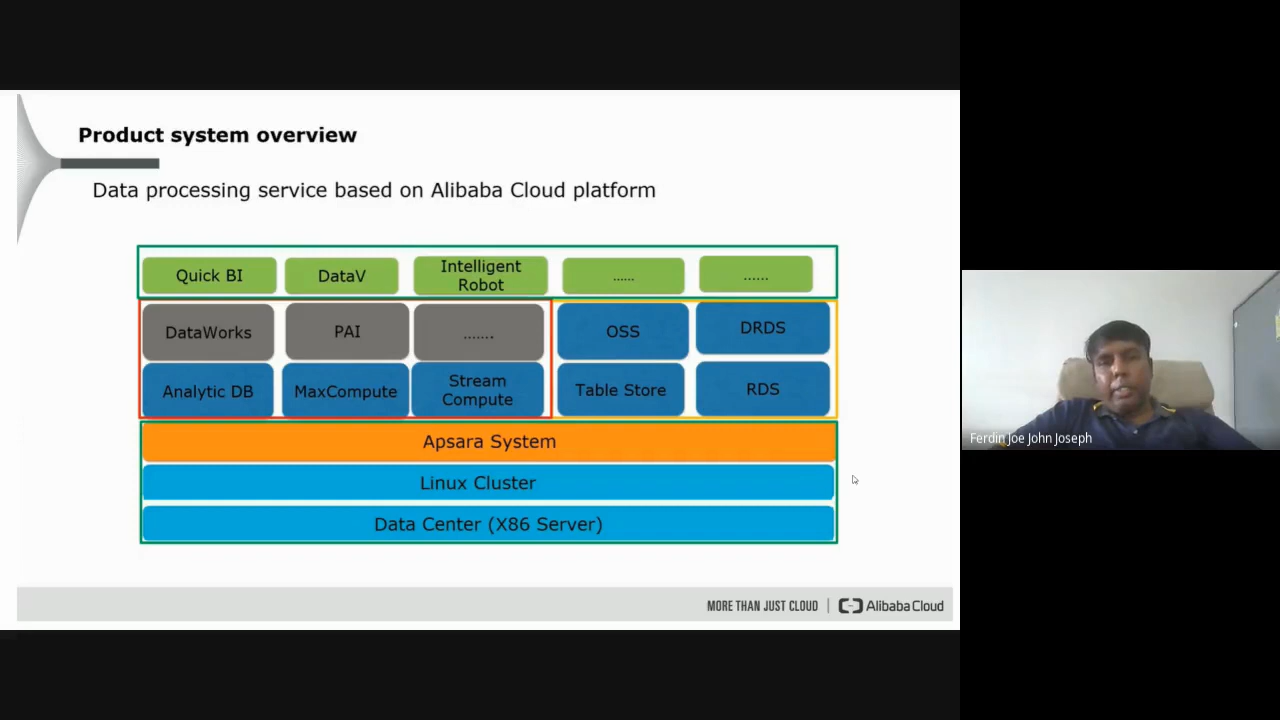 Product system overview
Data processing service based on Alibaba Cloud platform
Quick BI
DataV
Intelligent
Robot
......
......
DataWorks
PAI
.......
OSS
DRDS
Analytic DB
MaxCompute
Stream
Compute
Table Store
RDS
Apsara System
Linux Cluster
Data Center (X86 Server)
MORE THAN JUST CLOUD | Alibaba Cloud
Ferdin Joe John Joseph